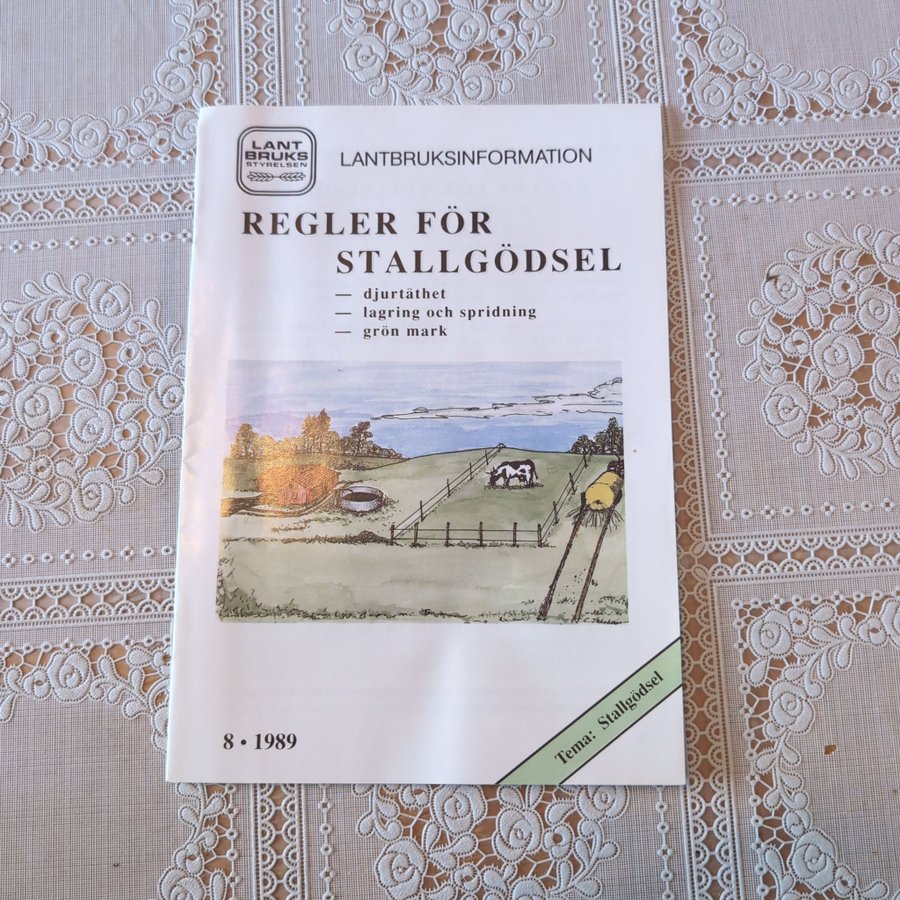 LANT
BRUKS
STYRELSEN
LANTBRUKSINFORMATION
REGLER FÖR
STALLGÖDSEL
— djurtäthet
— lagring och spridning
— grön mark
8 • 1989
Tema: Stallgödsel